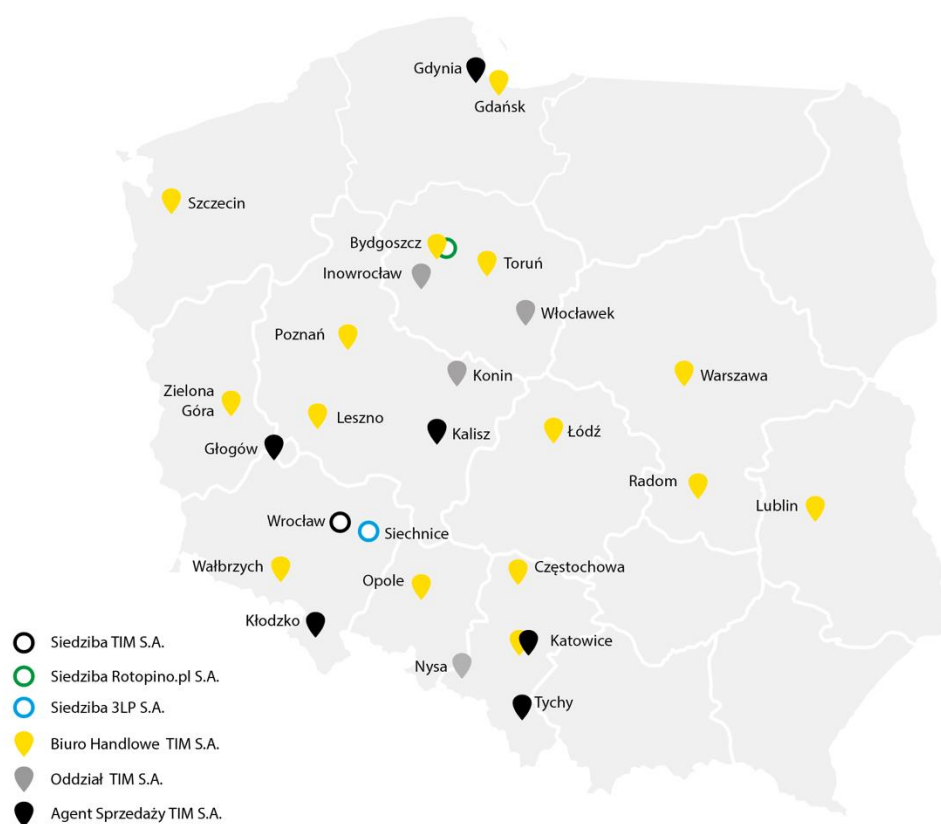 Gdynia
Gdańsk
Szczecin
Bydgoszcz
Toruń
Inowrocław
Włocławek
Poznań
Konin
Warszawa
Zielona
Góra
Leszno
Kalisz
Łódź
Głogów
Radom
Lublin
Wrocław
Siechnice
Wałbrzych
Opole
Częstochowa
Kłodzko
Katowice
Nysa
Tychy
Siedziba TIM S.A.
Siedziba Rotopino.pl S.A.
Siedziba 3LP S.A.
Biuro Handlowe TIM S.A.
Oddział TIM S.A.
Agent Sprzedaży TIM S.A.